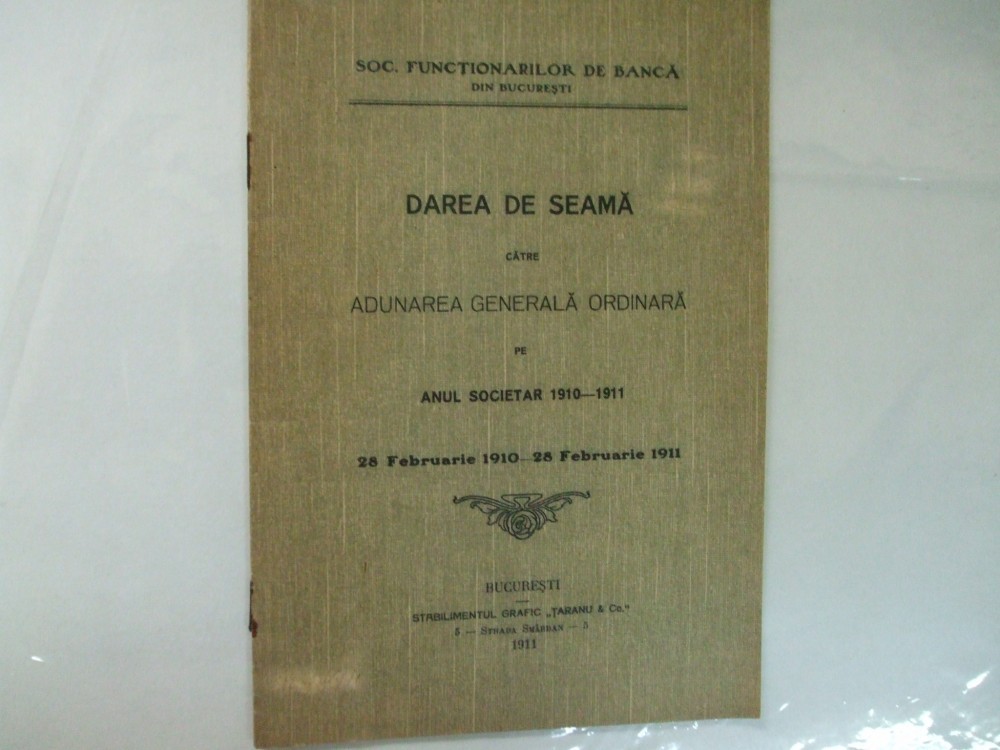 SOC. FUNCȚIONARILOR DE BANCĂ
DIN BUCUREȘTI
DAREA DE SEAMĂ
CĂTRE
ADUNAREA GENERALĂ ORDINARĂ
PE
ANUL SOCIETAR 1910—1911
28 Februarie 1910—28 Februarie 1911
BUCUREȘTI
STABILIMENTUL GRAFIC „ȚARANU & Co."
5 — STRADA SMÂRDAN — 5
1911